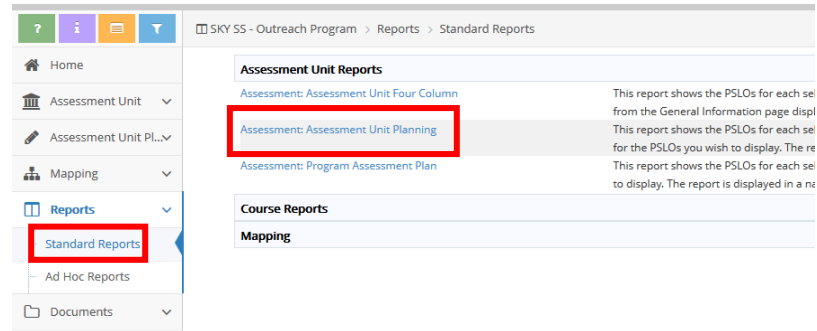 ? i
SKY SS - Outreach Program > Reports > Standard Reports
Home
Assessment Unit
Assessment Unit Pl...
Mapping
Reports
Standard Reports
Ad Hoc Reports
Documents
Assessment Unit Reports
Assessment: Assessment Unit Four Column
This report shows the PSLOs for each sel
from the General Information page displ
Assessment: Assessment Unit Planning
This report shows the PSLOs for each sel
for the PSLOs you wish to display. The re
Assessment: Program Assessment Plan
This report shows the PSLOs for each sel
to display. The report is displayed in a na
Course Reports
Mapping